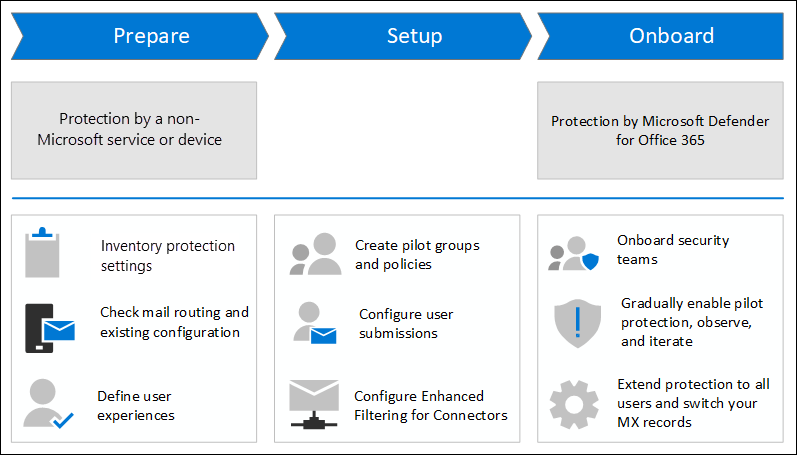 Prepare
Setup
Onboard
Protection by a non-
Microsoft service or device
Protection by Microsoft Defender
for Office 365
Inventory protection
settings
Check mail routing and
existing configuration
Define user
experiences
Create pilot groups
and policies
Configure user
submissions
Configure Enhanced
Filtering for Connectors
Onboard security
teams
Gradually enable pilot
protection, observe,
and iterate
Extend protection to all
users and switch your
MX records